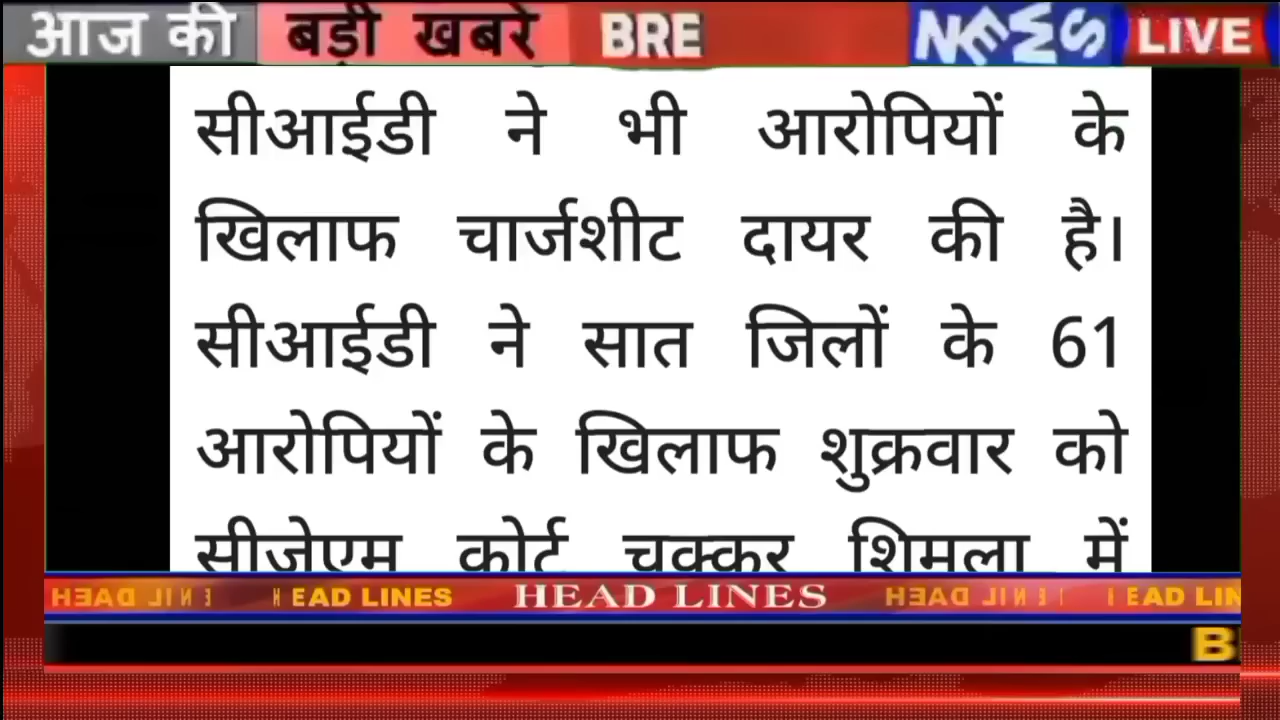 आज की बड़ी खबरे BRE NEWS LIVE
सीआईडी ने भी आरोपियों के
खिलाफ चार्जशीट दायर की है।
सीआईडी ने सात जिलों के 61
आरोपियों के खिलाफ शुक्रवार को
सीजेएम कोर्ट चक्कर शिमला में
HEAD LINES HEAD LINES